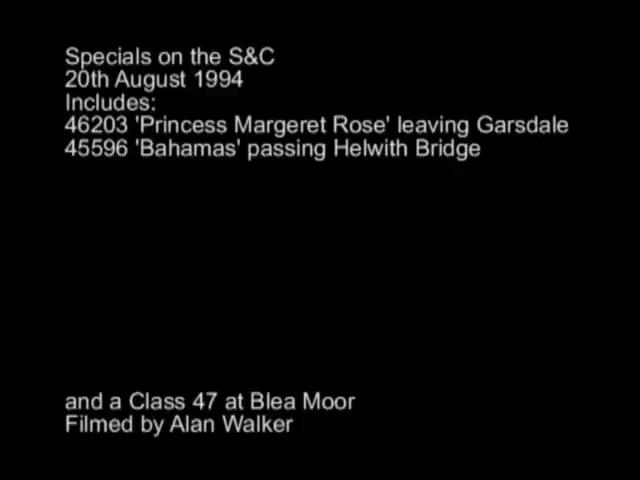 Specials on the S&C
20th August 1994
Includes:
46203 'Princess Margeret Rose' leaving Garsdale
45596 'Bahamas' passing Helwith Bridge
and a Class 47 at Blea Moor
Filmed by Alan Walker